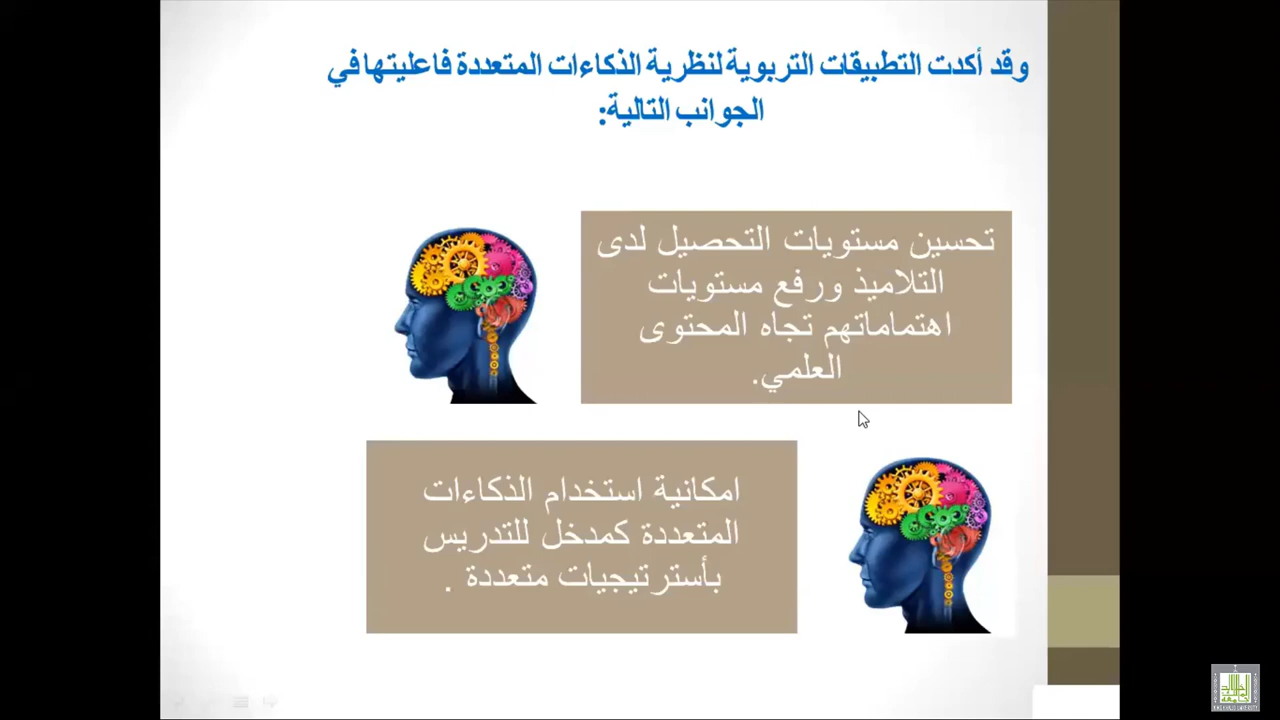 وقد أكدت التطبيقات التربوية لنظرية الذكاءات المتعددة فاعليتها في
الجوانب التالية:
تحسين مستويات التحصيل لدى
التلاميذ ورفع مستويات
اهتماماتهم تجاه المحتوى
العلمي.
امكانية استخدام الذكاءات
المتعددة كمدخل للتدريس
بأسترتيجيات متعددة .